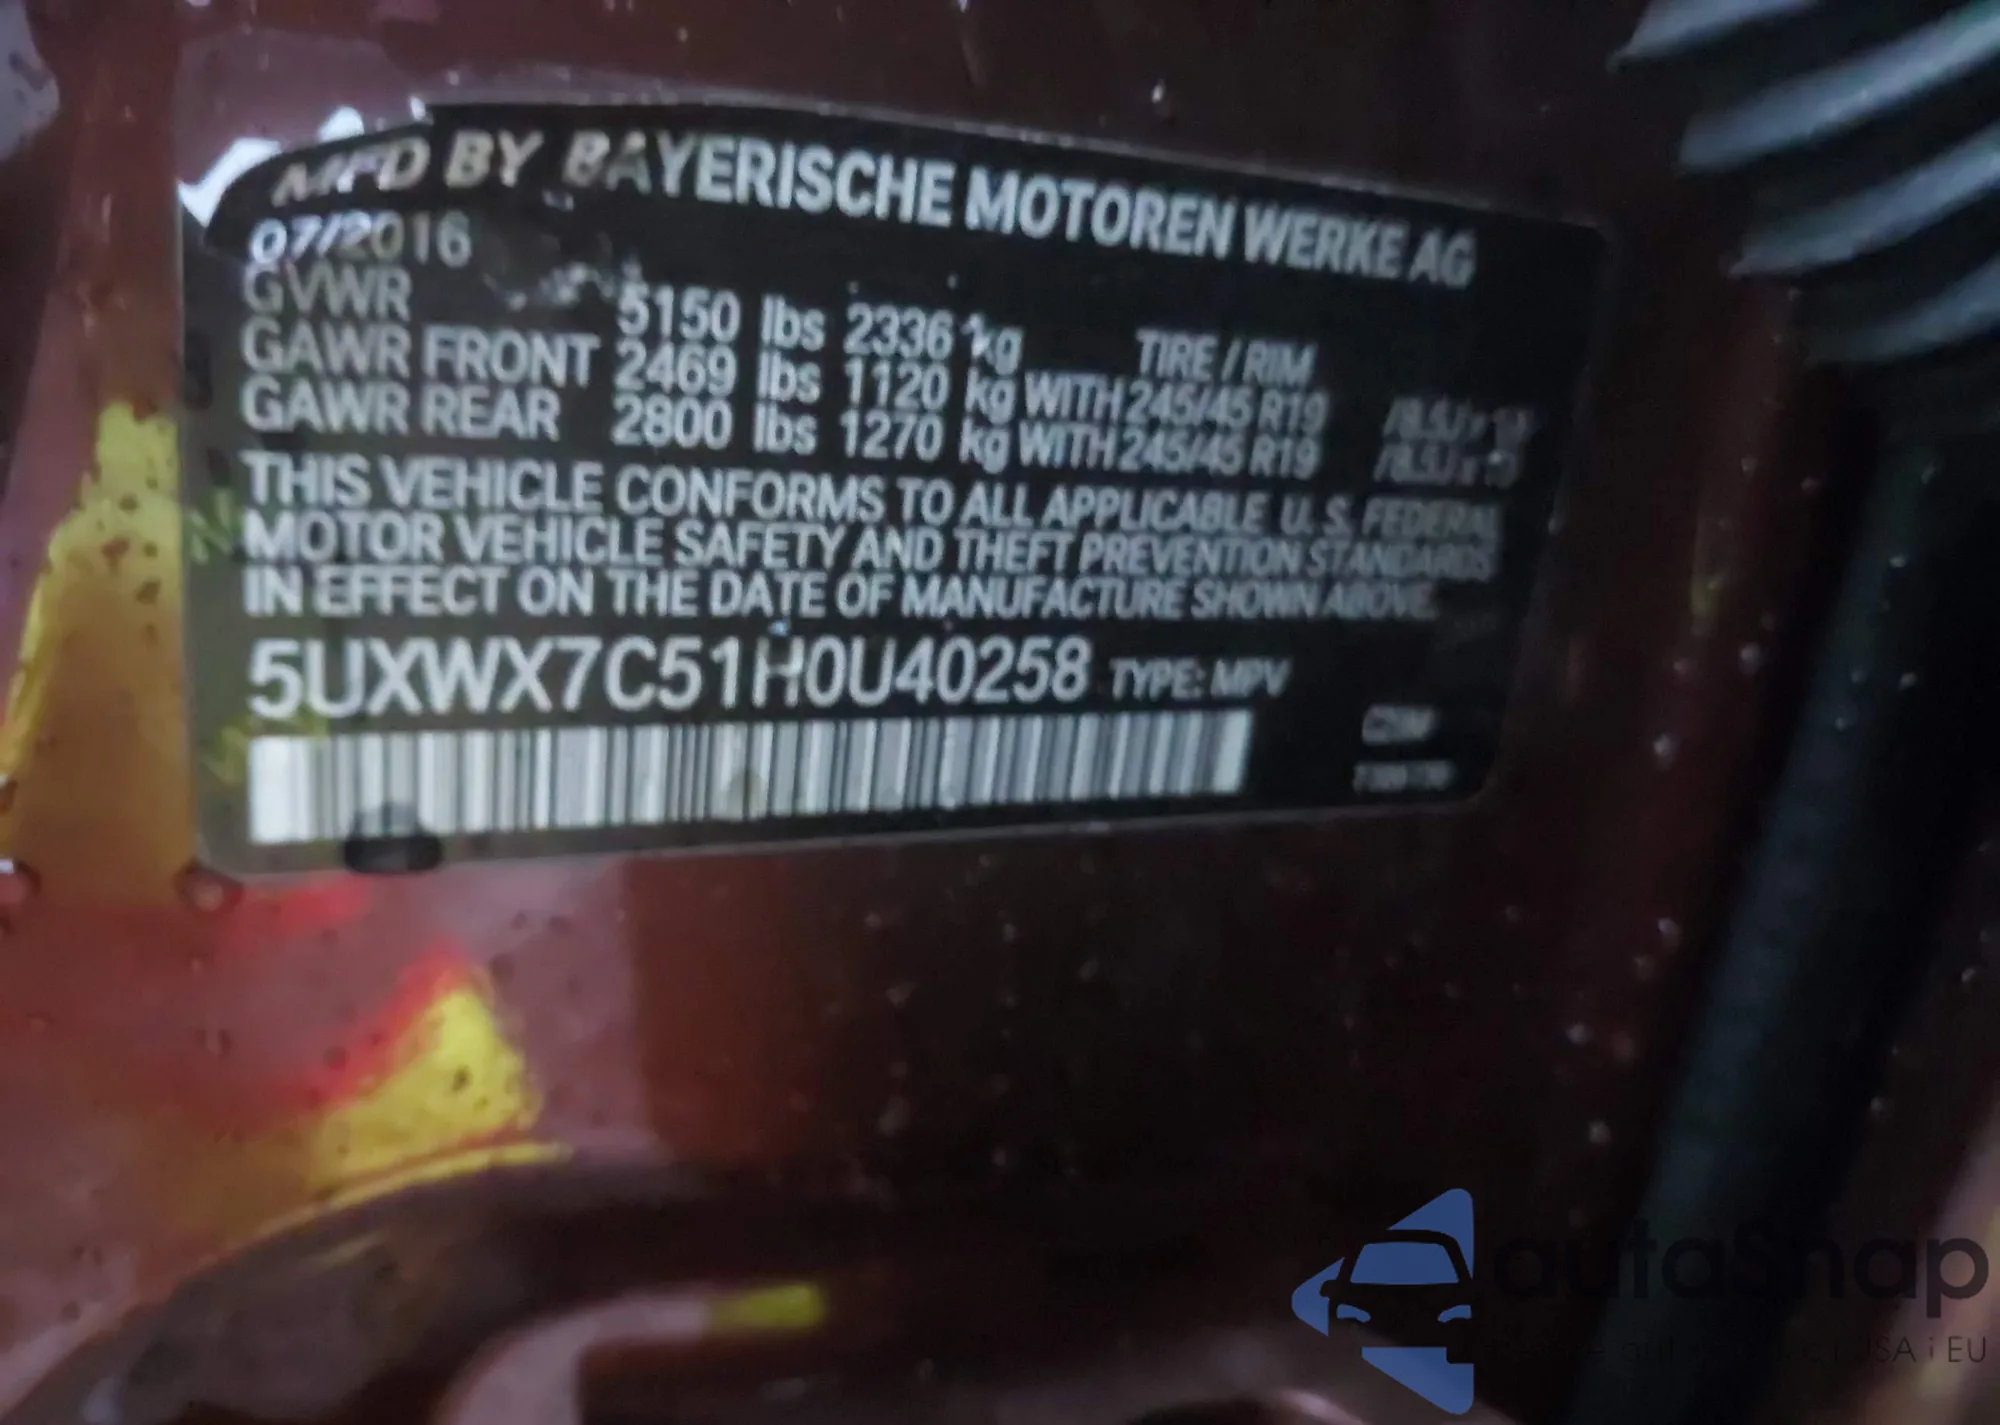 MFD BY BAYERISCHE MOTOREN WERKE AG
07/2016
GVWR 5150 lbs 2336 kg TIRE / RIM
GAWR FRONT 2469 lbs 1120 kg WITH 245/45 R19
GAWR REAR 2800 lbs 1270 kg WITH 245/45 R19
THIS VEHICLE CONFORMS TO ALL APPLICABLE U.S. FEDERAL
MOTOR VEHICLE SAFETY AND THEFT PREVENTION STANDARDS
IN EFFECT ON THE DATE OF MANUFACTURE SHOWN ABOVE.
5UXWX7C51H0U40258 TYPE: MPV
autaSnap
USA i EU